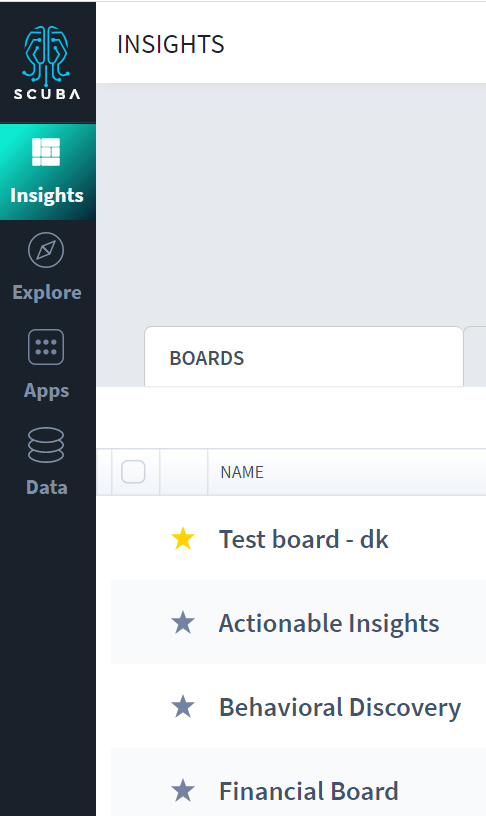 SCUBA
Insights
Explore
Apps
Data
INSIGHTS
BOARDS
NAME
Test board - dk
Actionable Insights
Behavioral Discovery
Financial Board